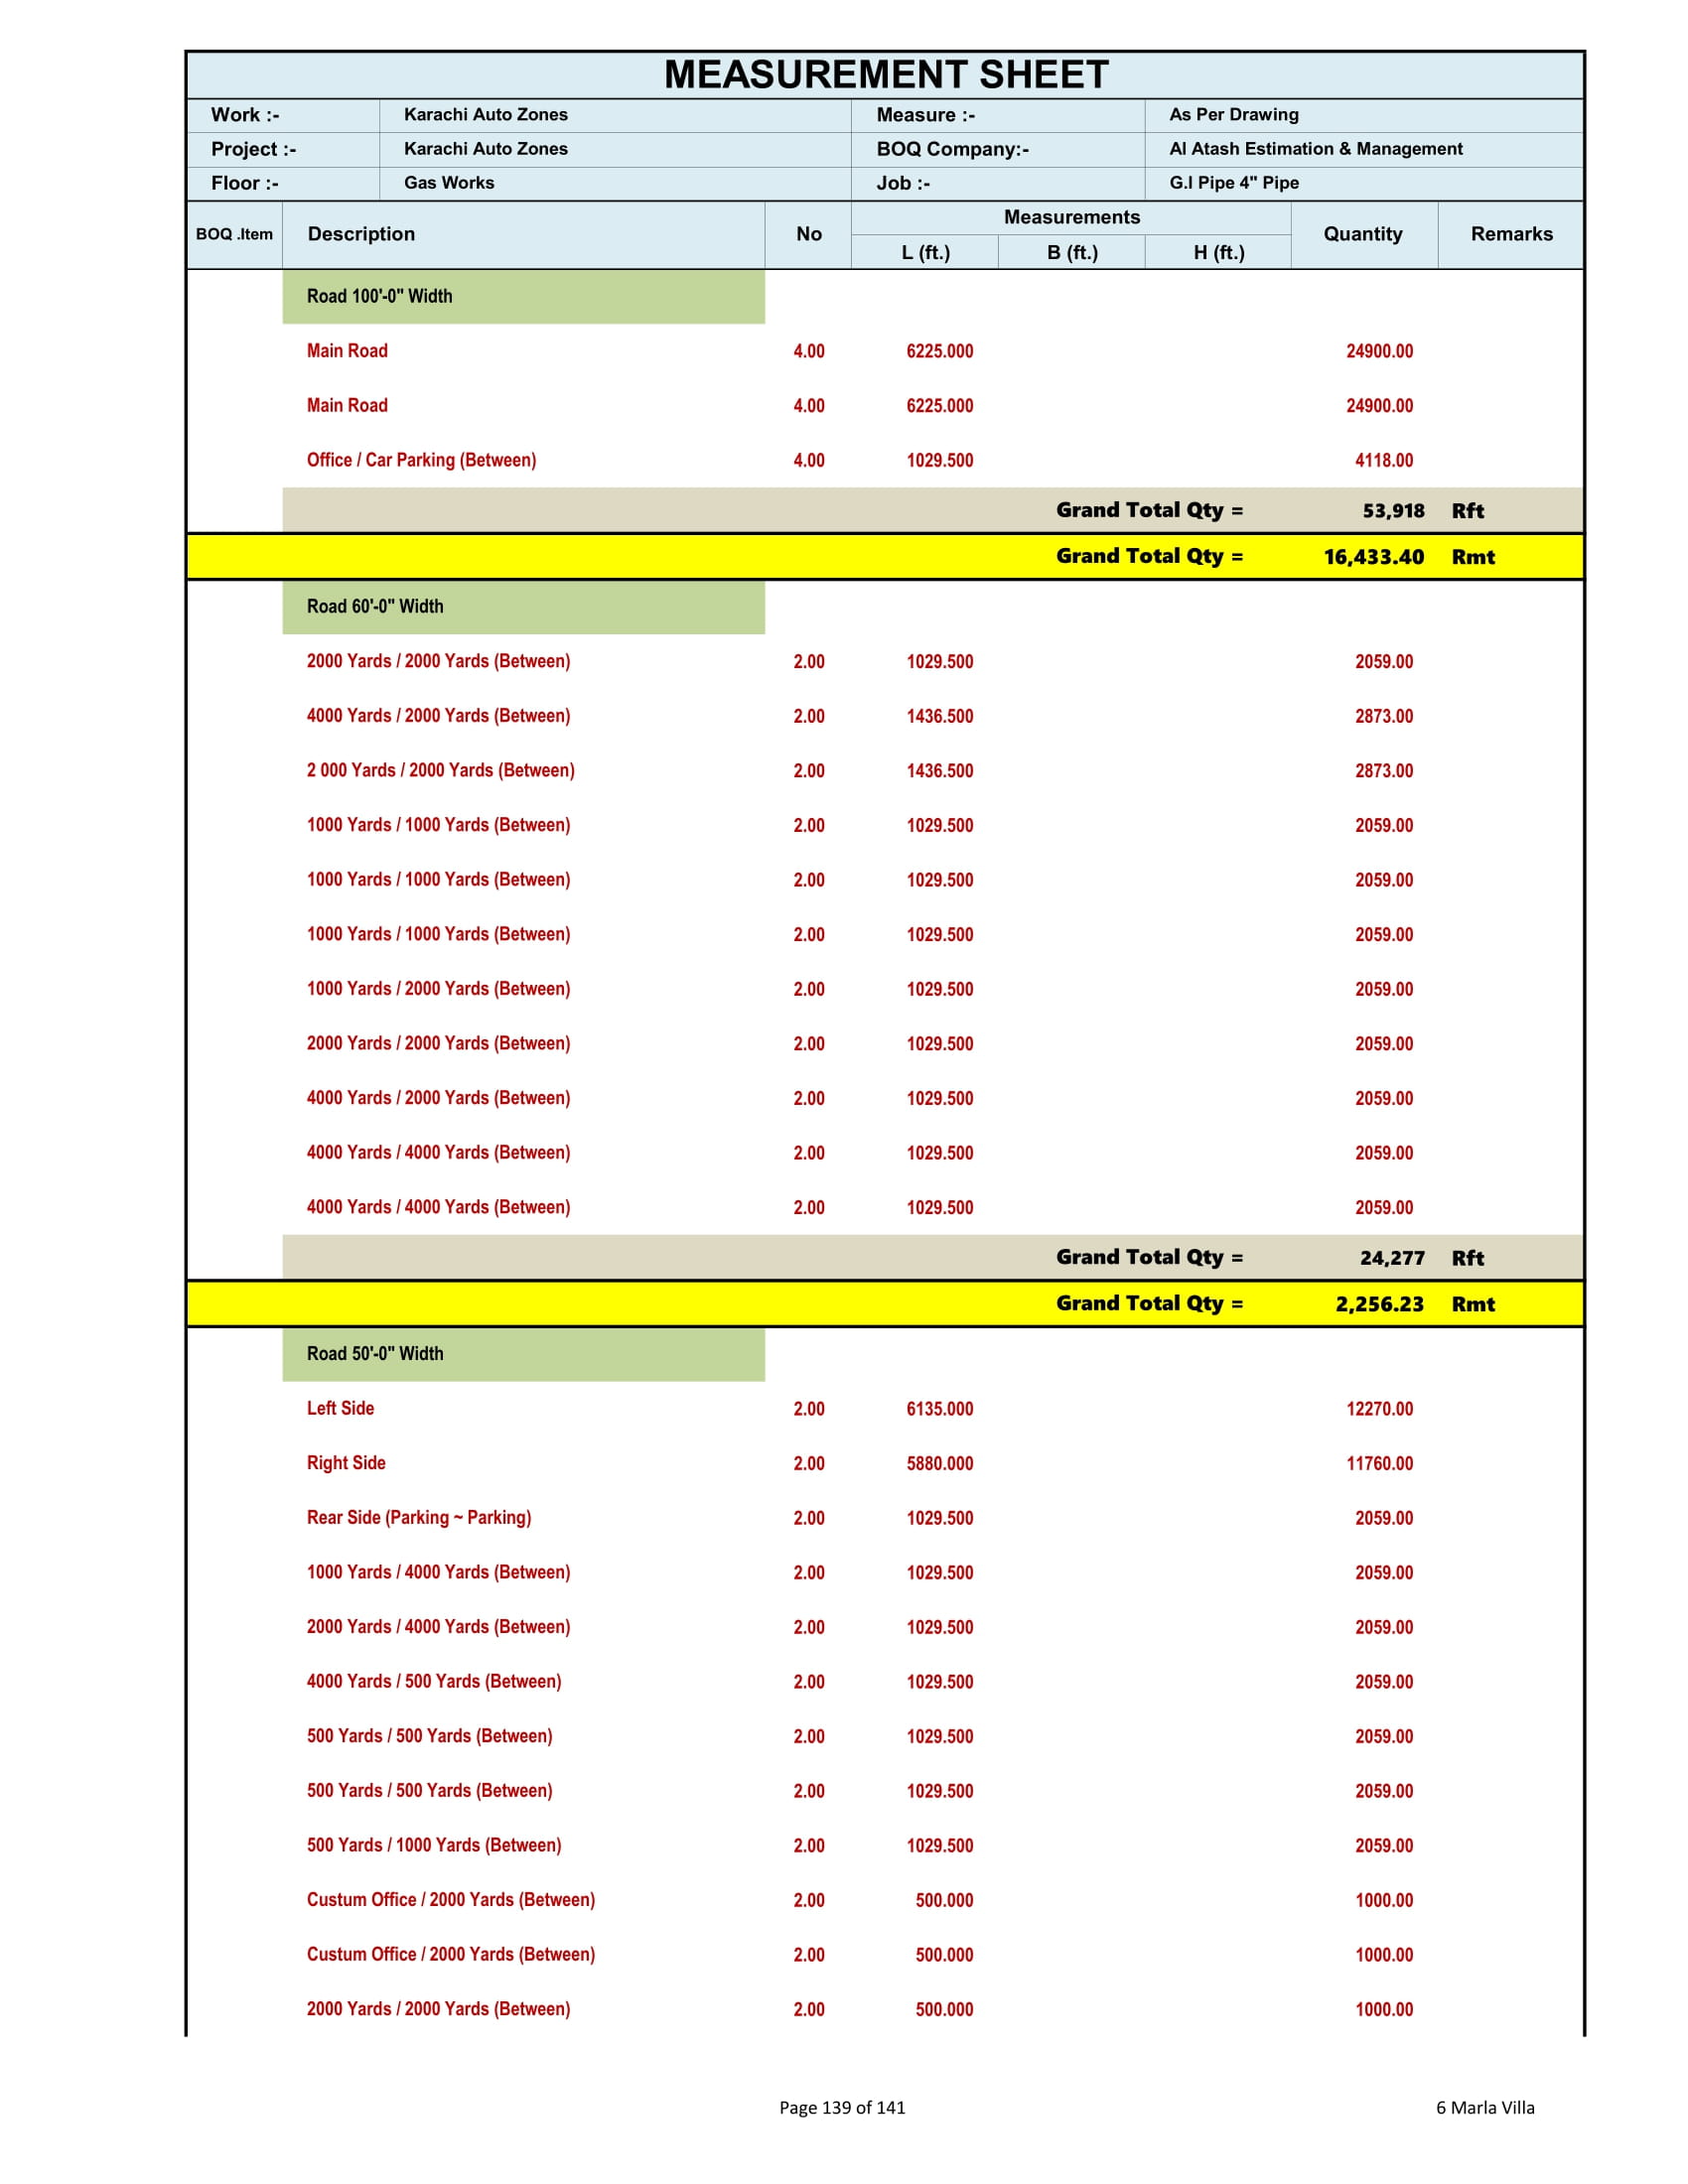 MEASUREMENT SHEET
Work :- Karachi Auto Zones Measure :- As Per Drawing
Project :- Karachi Auto Zones BOQ Company:- Al Atash Estimation & Management
Floor :- Gas Works Job :- G.I Pipe 4" Pipe
BOQ .Item Description No Measurements Quantity Remarks
L (ft.) B (ft.) H (ft.)
Road 100'-0" Width
Main Road 4.00 6225.000 24900.00
Main Road 4.00 6225.000 24900.00
Office / Car Parking (Between) 4.00 1029.500 4118.00
Grand Total Qty = 53,918 Rft
Grand Total Qty = 16,433.40 Rmt
Road 60'-0" Width
2000 Yards / 2000 Yards (Between) 2.00 1029.500 2059.00
4000 Yards / 2000 Yards (Between) 2.00 1436.500 2873.00
2 000 Yards / 2000 Yards (Between) 2.00 1436.500 2873.00
1000 Yards / 1000 Yards (Between) 2.00 1029.500 2059.00
1000 Yards / 1000 Yards (Between) 2.00 1029.500 2059.00
1000 Yards / 1000 Yards (Between) 2.00 1029.500 2059.00
1000 Yards / 2000 Yards (Between) 2.00 1029.500 2059.00
2000 Yards / 2000 Yards (Between) 2.00 1029.500 2059.00
4000 Yards / 2000 Yards (Between) 2.00 1029.500 2059.00
4000 Yards / 4000 Yards (Between) 2.00 1029.500 2059.00
4000 Yards / 4000 Yards (Between) 2.00 1029.500 2059.00
Grand Total Qty = 24,277 Rft
Grand Total Qty = 2,256.23 Rmt
Road 50'-0" Width
Left Side 2.00 6135.000 12270.00
Right Side 2.00 5880.000 11760.00
Rear Side (Parking ~ Parking) 2.00 1029.500 2059.00
1000 Yards / 4000 Yards (Between) 2.00 1029.500 2059.00
2000 Yards / 4000 Yards (Between) 2.00 1029.500 2059.00
4000 Yards / 500 Yards (Between) 2.00 1029.500 2059.00
500 Yards / 500 Yards (Between) 2.00 1029.500 2059.00
500 Yards / 500 Yards (Between) 2.00 1029.500 2059.00
500 Yards / 1000 Yards (Between) 2.00 1029.500 2059.00
Custum Office / 2000 Yards (Between) 2.00 500.000 1000.00
Custum Office / 2000 Yards (Between) 2.00 500.000 1000.00
2000 Yards / 2000 Yards (Between) 2.00 500.000 1000.00
Page 139 of 141 6 Marla Villa